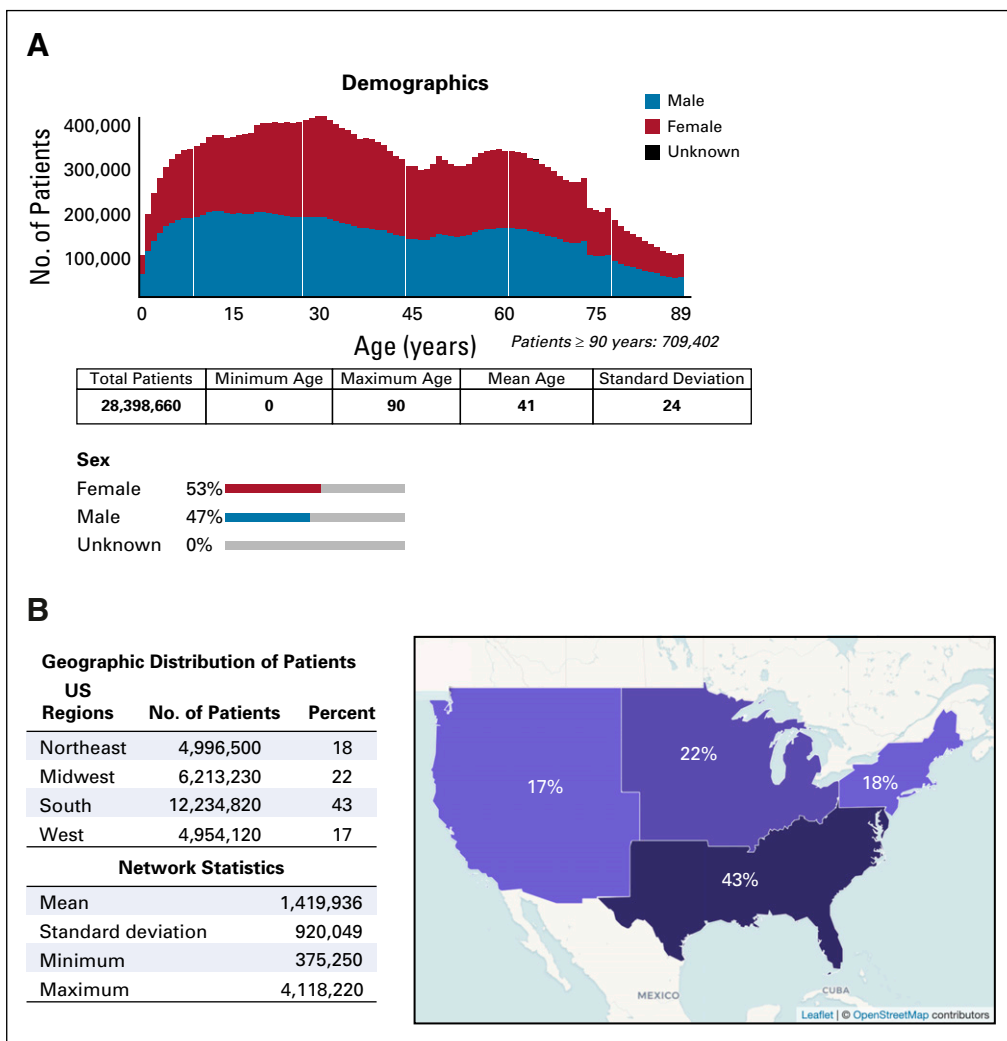 A
Demographics
Male
Female
Unknown
No. of Patients
400,000
300,000
200,000
100,000
0 15 30 45 60 75 89
Age (years)
Patients ≥ 90 years: 709,402
Total Patients Minimum Age Maximum Age Mean Age Standard Deviation
28,398,660 0 90 41 24
Sex
Female 53%
Male 47%
Unknown 0%
B
Geographic Distribution of Patients
US
Regions No. of Patients Percent
Northeast 4,996,500 18
Midwest 6,213,230 22
South 12,234,820 43
West 4,954,120 17
Network Statistics
Mean 1,419,936
Standard deviation 920,049
Minimum 375,250
Maximum 4,118,220
22%
17%
18%
43%
MEXICO
CUBA
Leaflet | © OpenStreetMap contributors